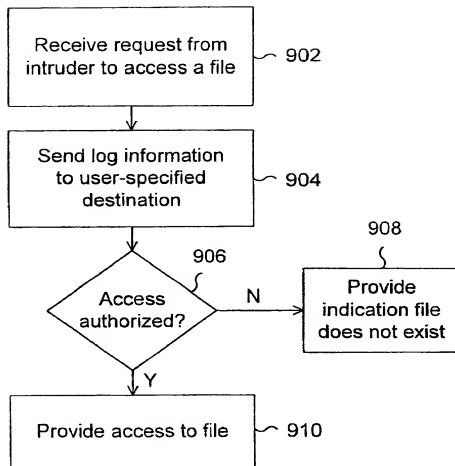 Receive request from
intruder to access a file
902
Send log information
to user-specified
destination
904
906
Access
authorized?
N
908
Provide
indication file
does not exist
Y
Provide access to file
910